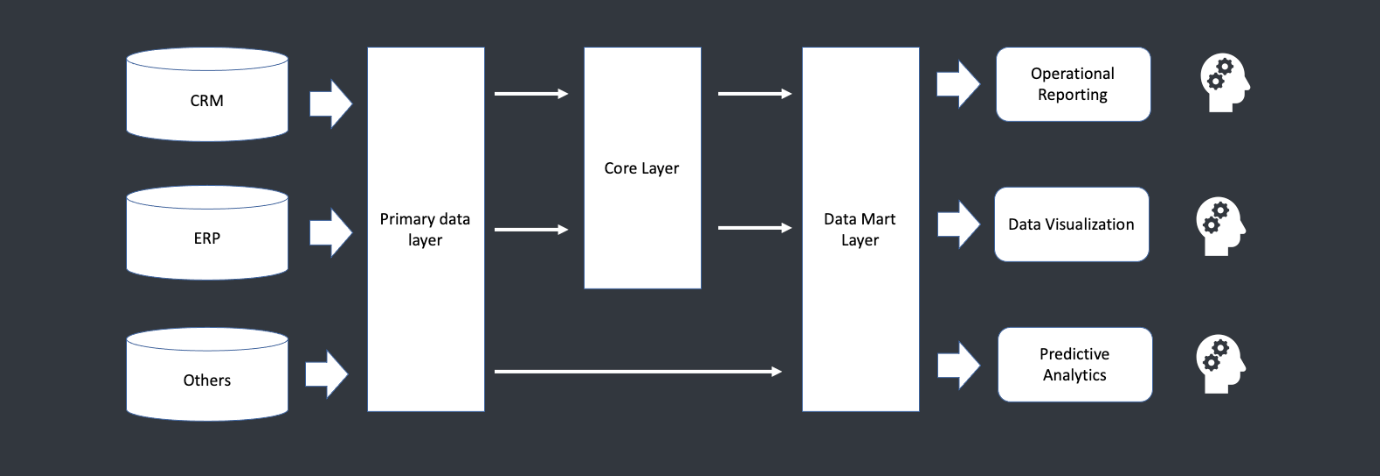 CRM
ERP
Others
Primary data
layer
Core Layer
Data Mart
Layer
Operational
Reporting
Data Visualization
Predictive
Analytics